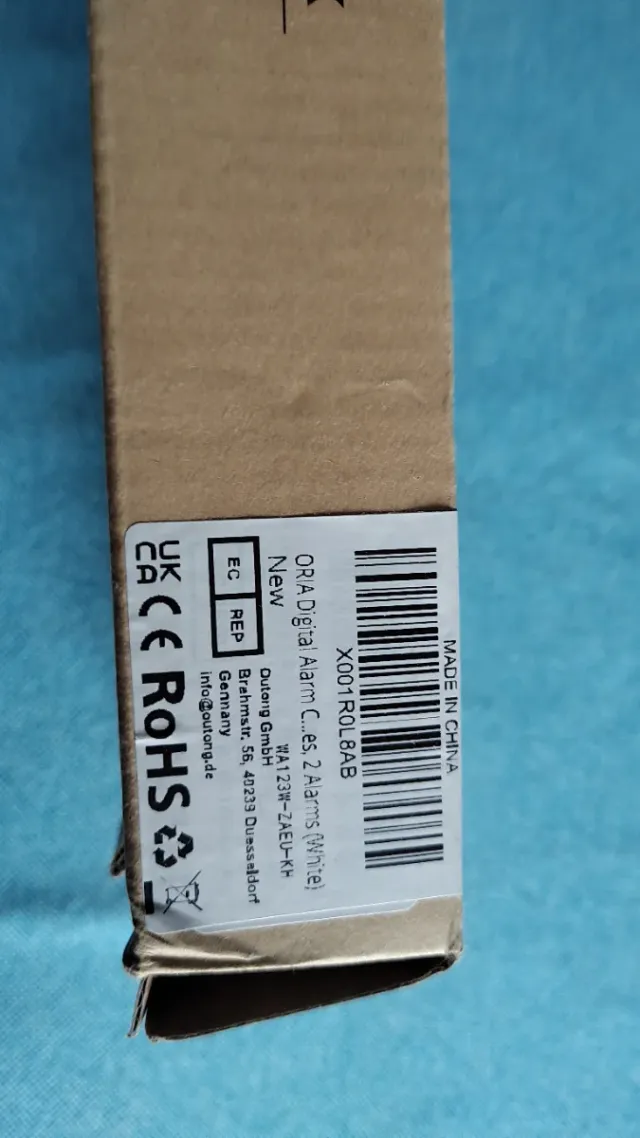 MADE IN CHINA
X001R0L8AB
ORIA Digital Alarm C...es, 2 Alarms (White)
New
WA123W-ZAEU-KH
EC REP
Outong GmbH
Brehmstr. 56, 40239 Duesseldorf
Gennany
info@outong.de
UK
CA CE RoHS